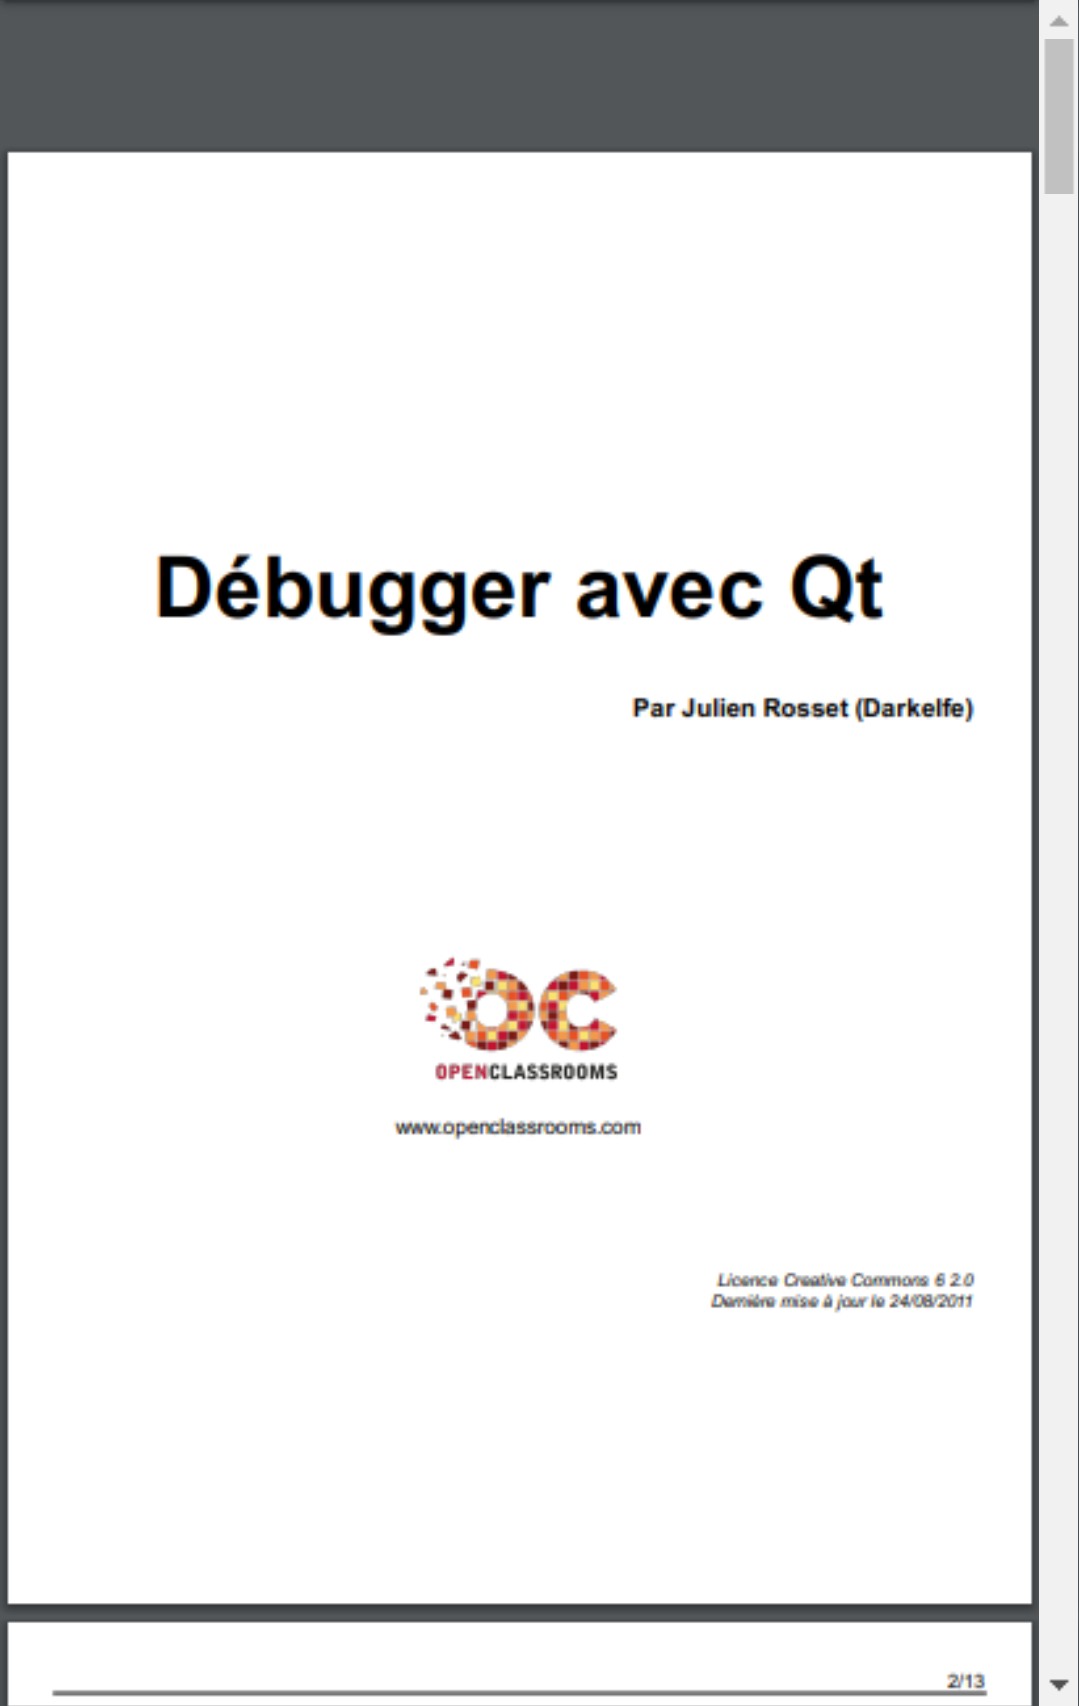 Débugger avec Qt
Par Julien Rosset (Darkelfe)
OC
OPENCLASSROOMS
www.openclassrooms.com
Licence Creative Commons 6 2.0
Dernière mise à jour le 24/08/2011
2/13